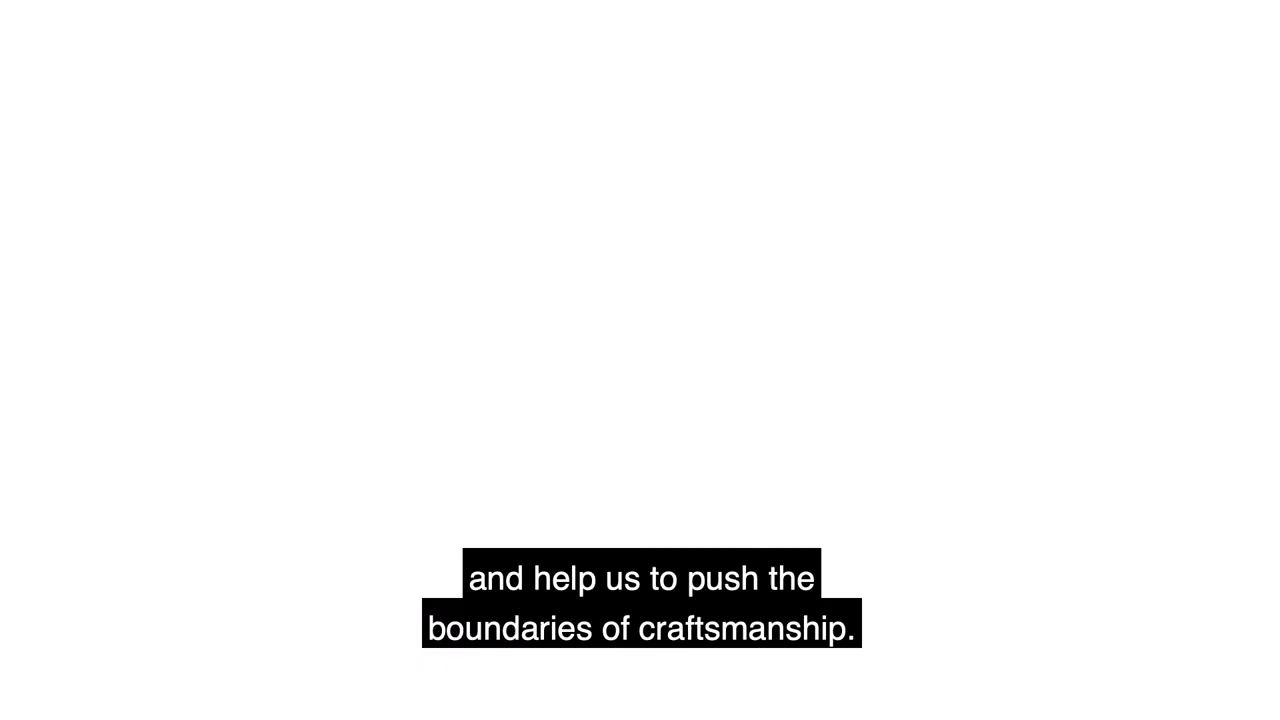 and help us to push the
boundaries of craftsmanship.